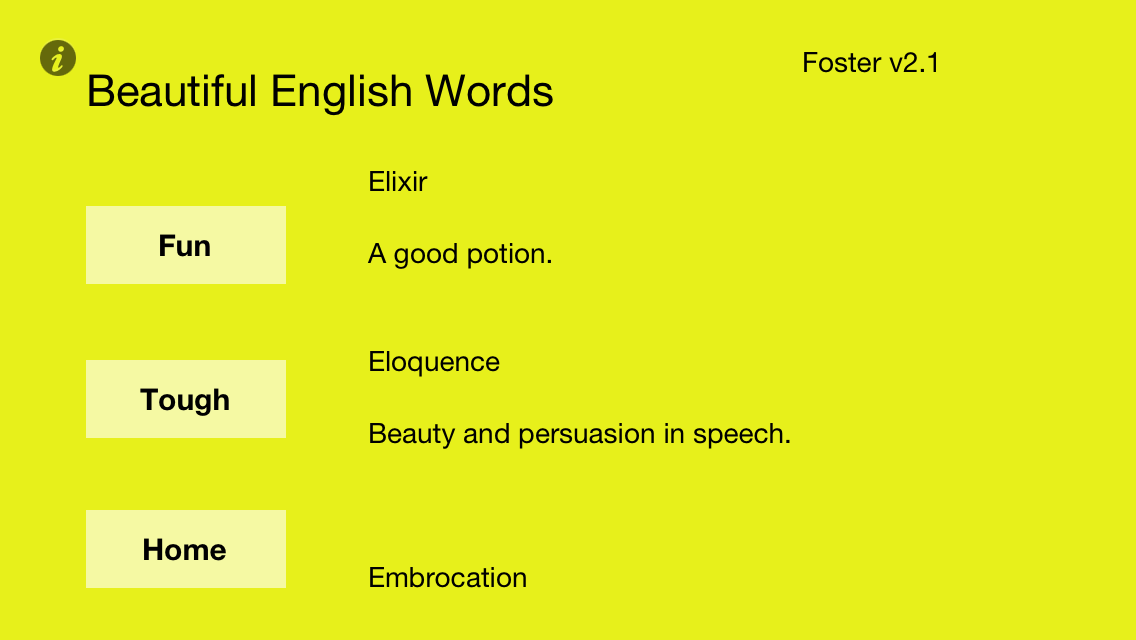 Foster v2.1
Beautiful English Words
Elixir
Fun
A good potion.
Eloquence
Tough
Beauty and persuasion in speech.
Home
Embrocation